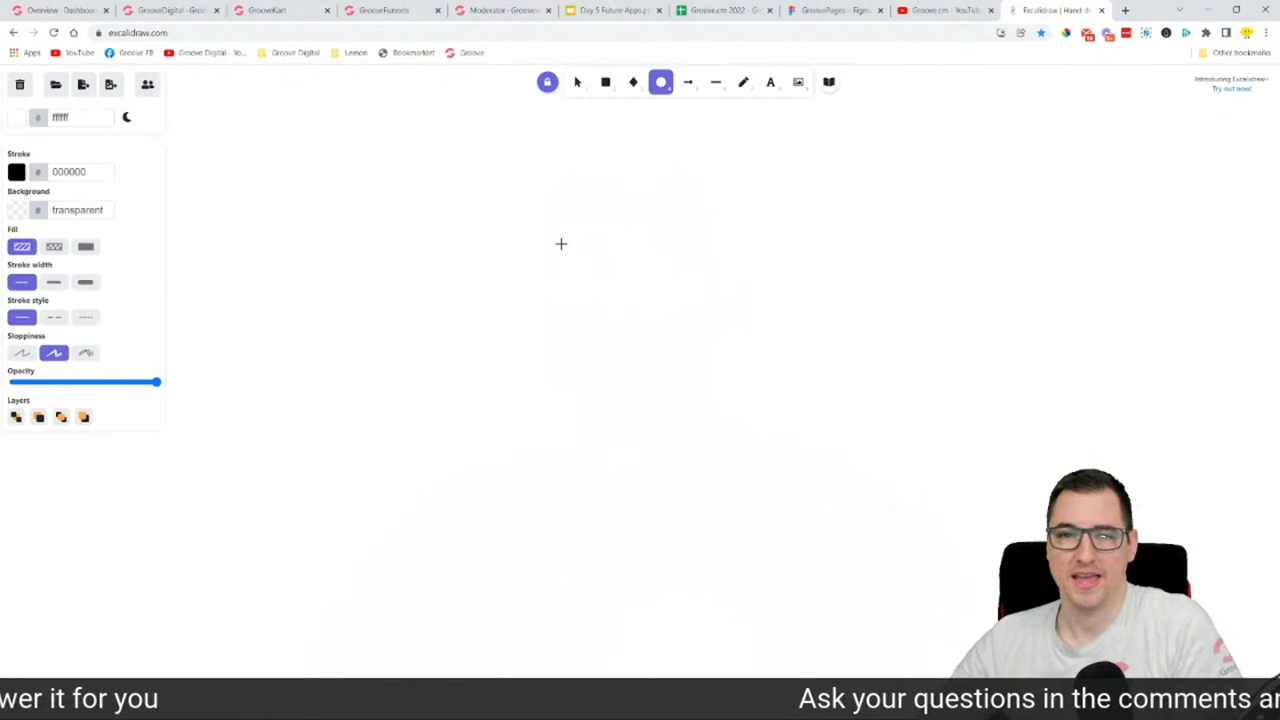 Overview · Dashboard
GrooveDigital - Groo
GrooveKart
GrooveFunnels
Moderator - Groove
Day 5 Future Apps.p
Groove.cm 2022 - G
GroovePages – Figm
Groove.cm - YouTube
Excalidraw | Hand-dr
excalidraw.com
Apps
YouTube
Groove FB
Groove Digital - Yo...
Groove Digital
Lemon
Bookmarklet
Groove
Other bookmarks
Introducing Excalidraw+
Try out now!
# ffffff
Stroke
# 000000
Background
# transparent
Fill
Stroke width
Stroke style
Sloppiness
Opacity
Layers
wer it for you
Ask your questions in the comments an